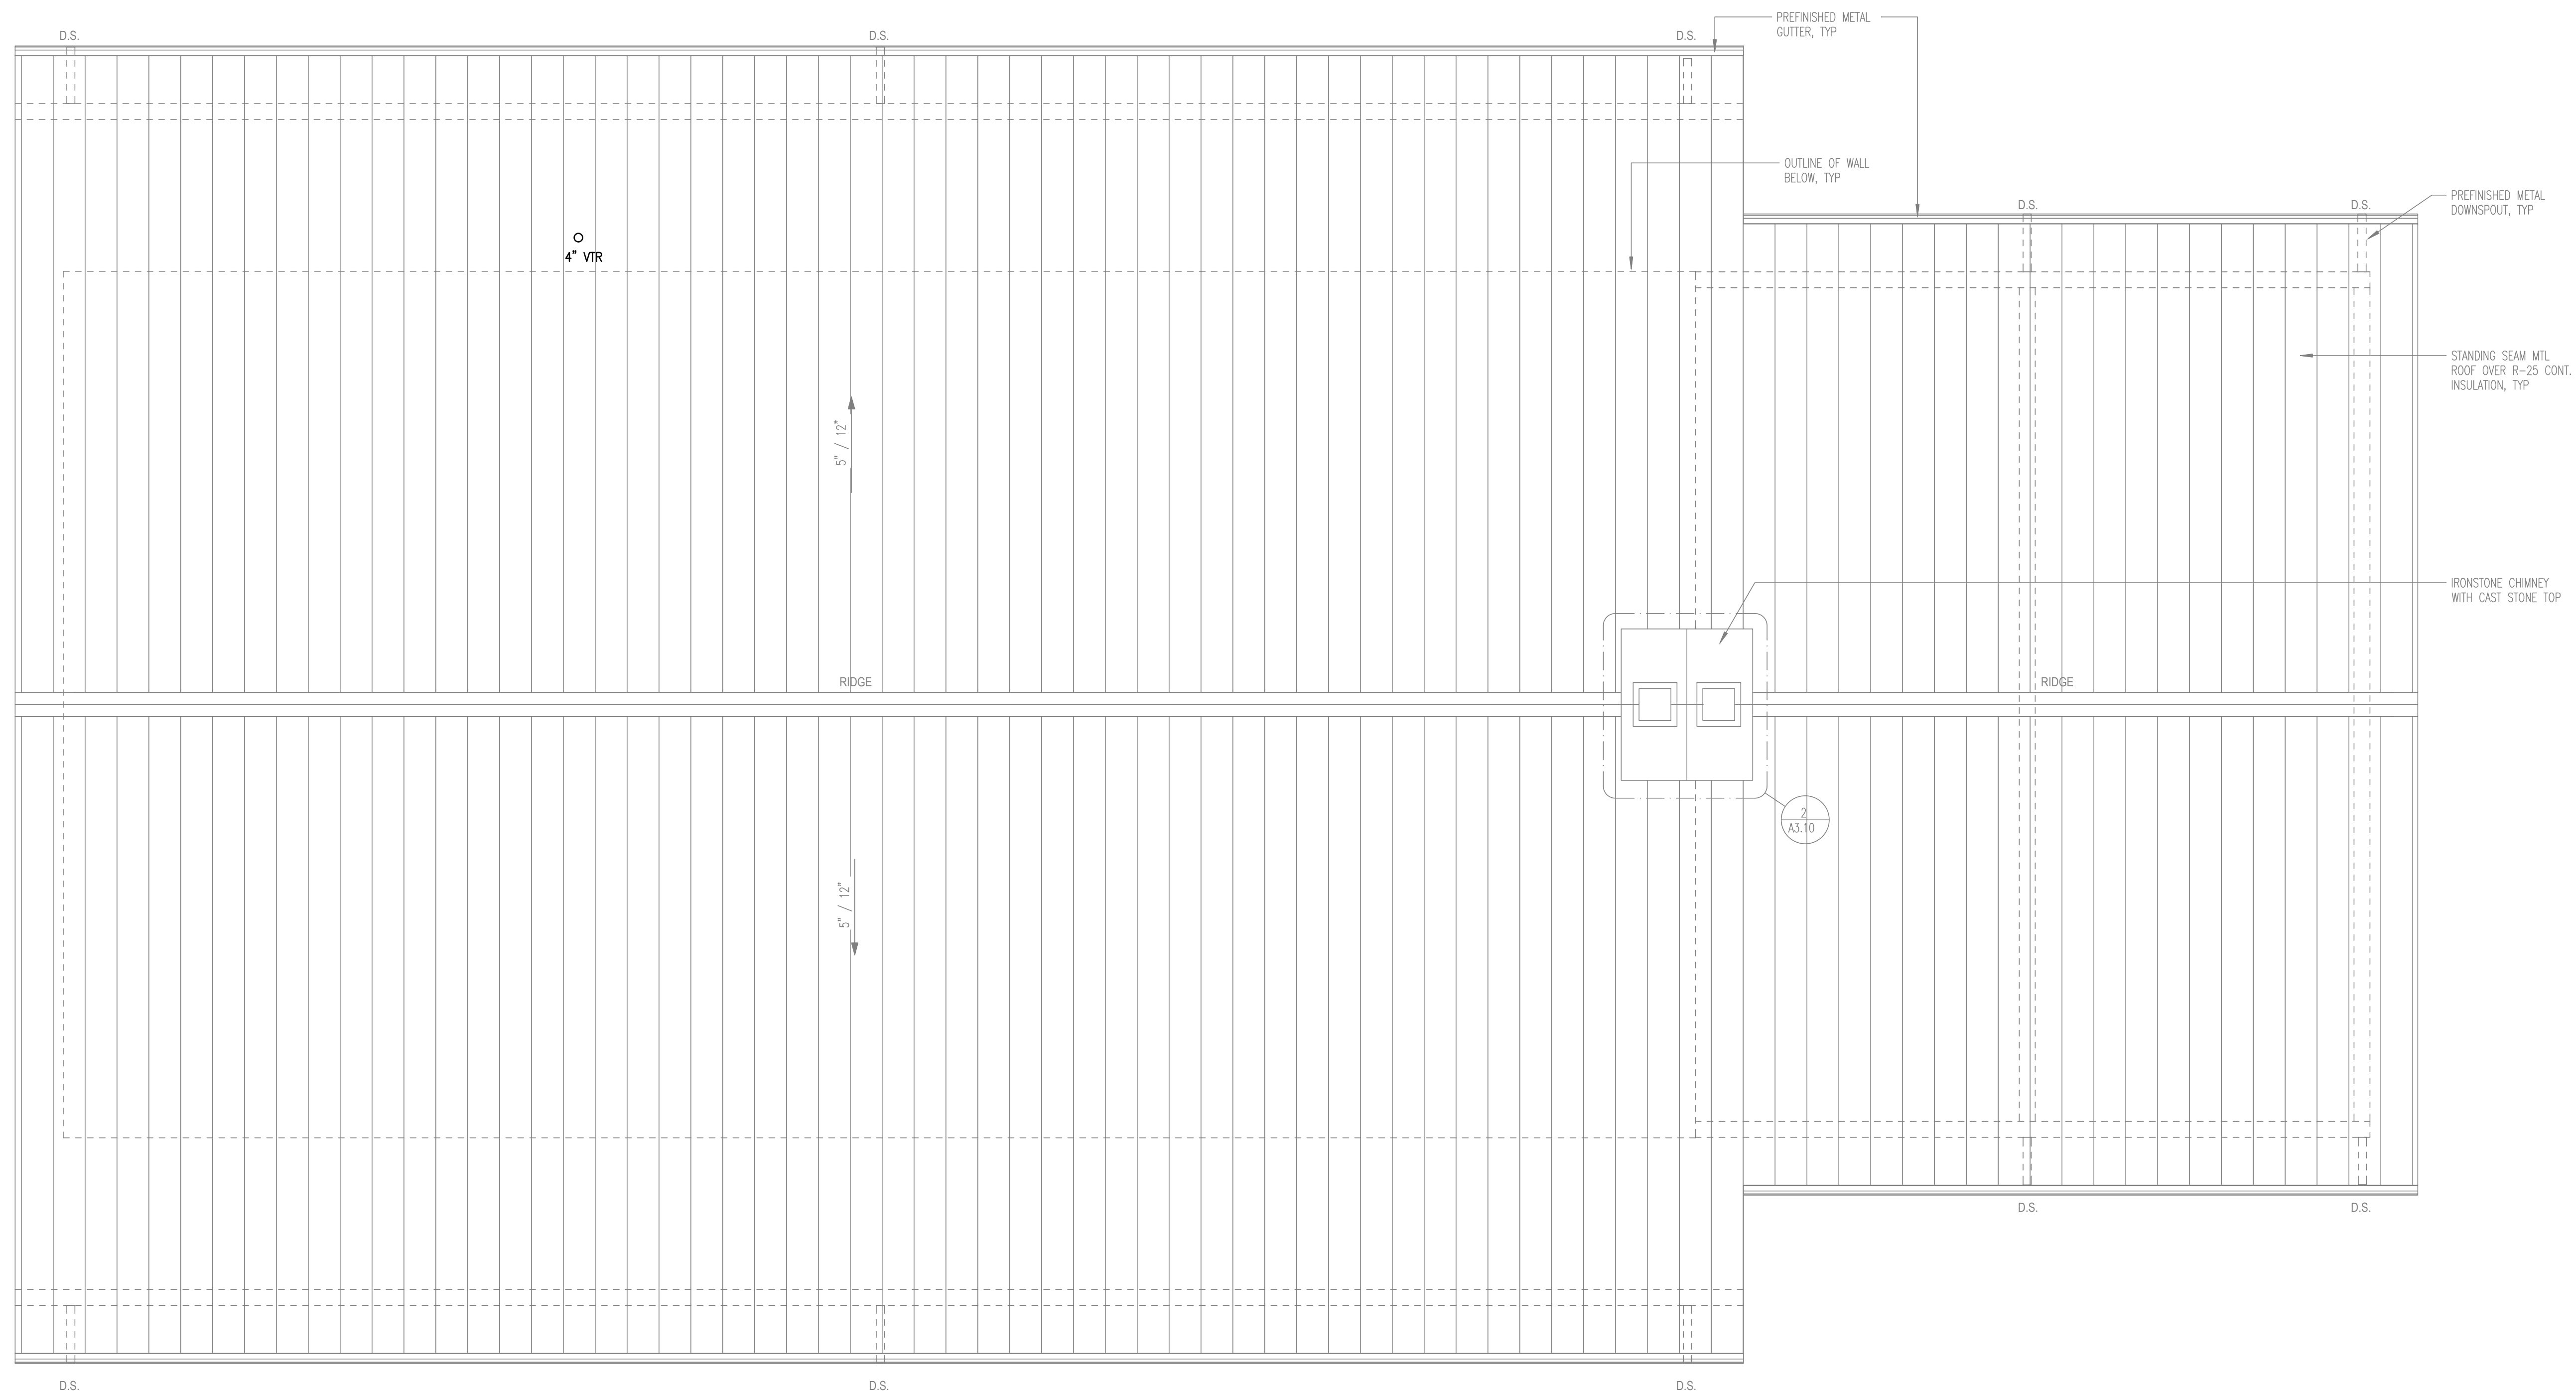 PREFINISHED METAL
GUTTER, TYP
D.S.
D.S.
D.S.
OUTLINE OF WALL
BELOW, TYP
D.S.
D.S.
PREFINISHED METAL
DOWNSPOUT, TYP
4" VTR
STANDING SEAM MTL
ROOF OVER R-25 CONT.
INSULATION, TYP
5" / 12"
IRONSTONE CHIMNEY
WITH CAST STONE TOP
RIDGE
RIDGE
2
A3.10
5" / 12"
D.S.
D.S.
D.S.
D.S.
D.S.